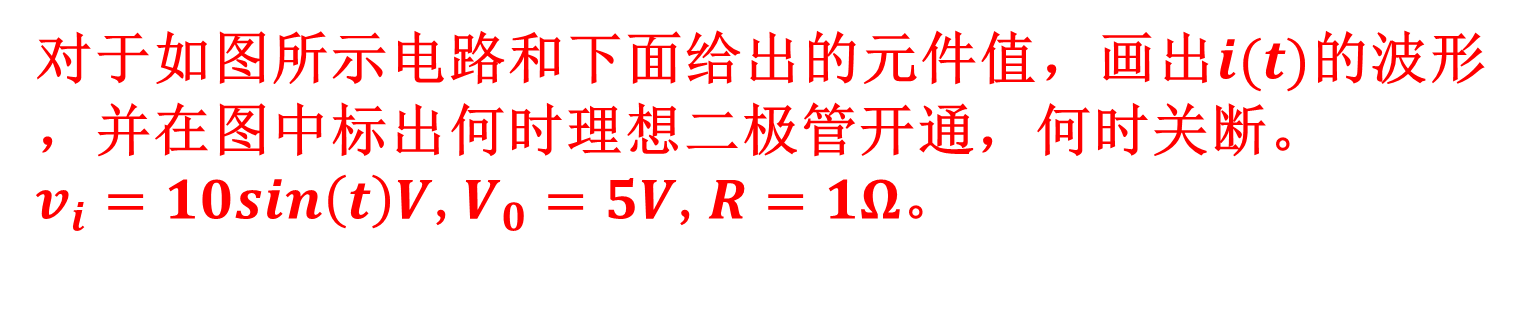 对于如图所示电路和下面给出的元件值，画出i(t)的波形
，并在图中标出何时理想二极管开通，何时关断。
v_i = 10sin(t)V, V_0 = 5V, R = 1Ω。